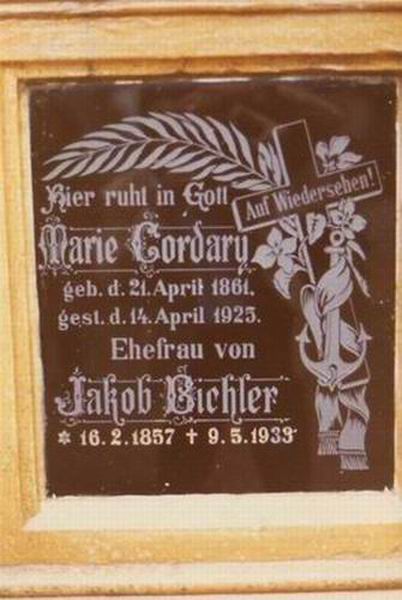 Hier ruht in Gott
Auf Wiedersehen!
Marie Cordary
geb. d. 21. April 1861.
gest. d. 14. April 1925.
Ehefrau von
Jakob Bichler
* 16.2.1857 † 9.5.1933